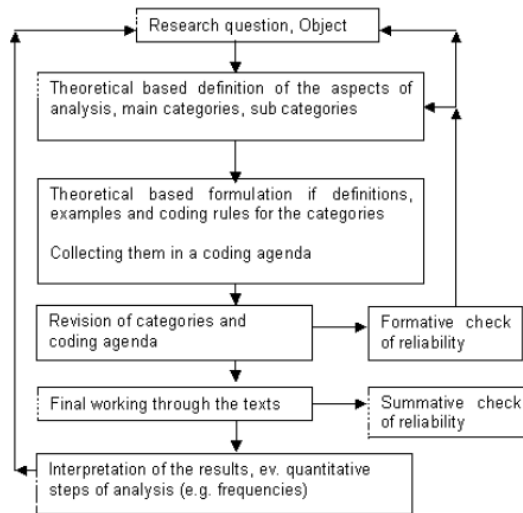 Research question, Object
Theoretical based definition of the aspects of
analysis, main categories, sub categories
Theoretical based formulation if definitions,
examples and coding rules for the categories
Collecting them in a coding agenda
Revision of categories and
coding agenda
Formative check
of reliability
Final working through the texts
Summative check
of reliability
Interpretation of the results, ev. quantitative
steps of analysis (e.g. frequencies)